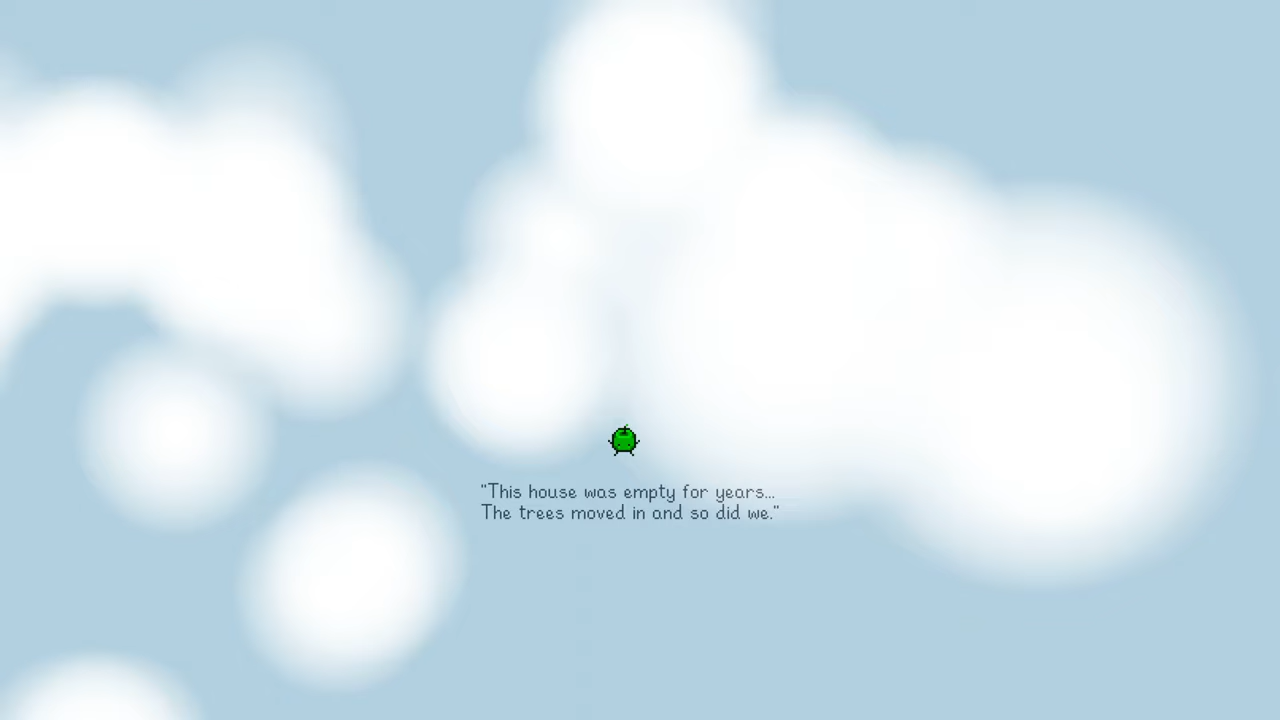 "This house was empty for years...
The trees moved in and so did we."